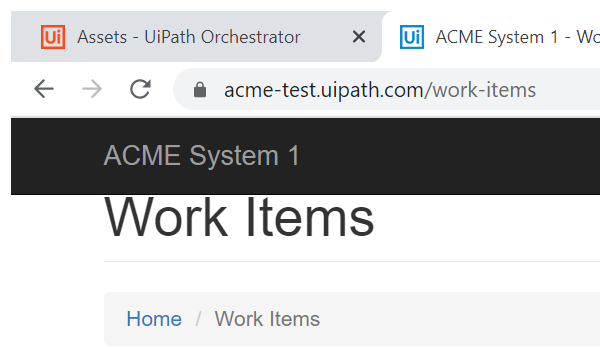 Ui Assets - UiPath Orchestrator Ui ACME System 1 - Wo
acme-test.uipath.com/work-items
ACME System 1
Work Items
Home / Work Items